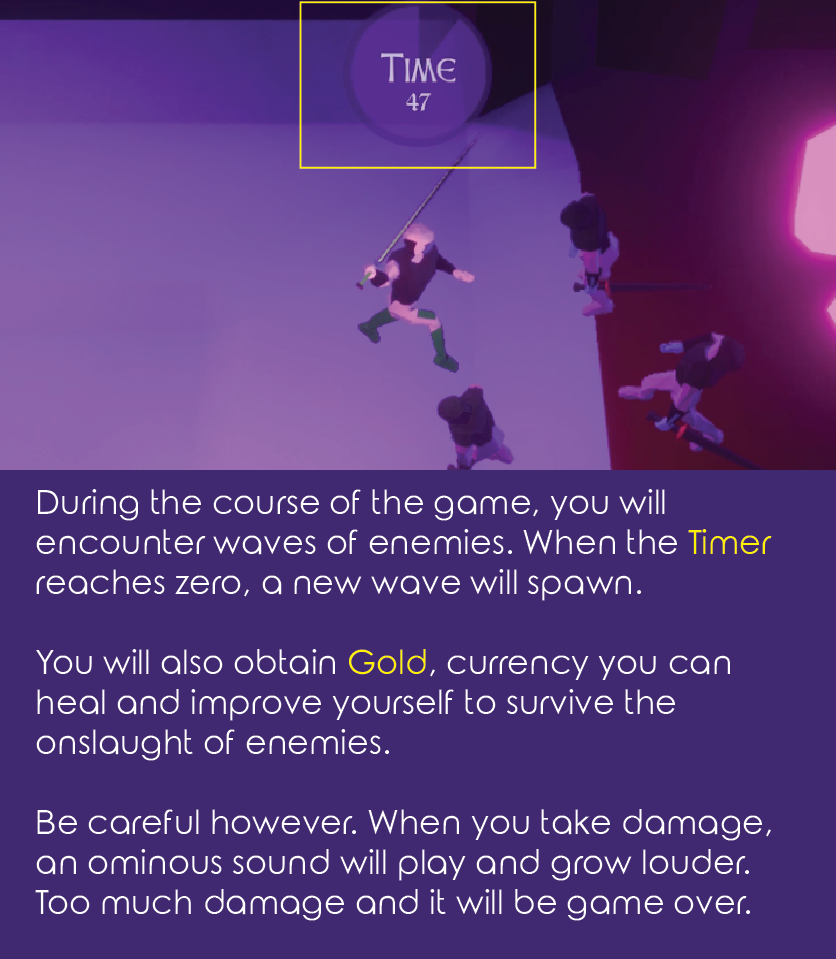 TIME
47
During the course of the game, you will
encounter waves of enemies. When the Timer
reaches zero, a new wave will spawn.
You will also obtain Gold, currency you can
heal and improve yourself to survive the
onslaught of enemies.
Be careful however. When you take damage,
an ominous sound will play and grow louder.
Too much damage and it will be game over.